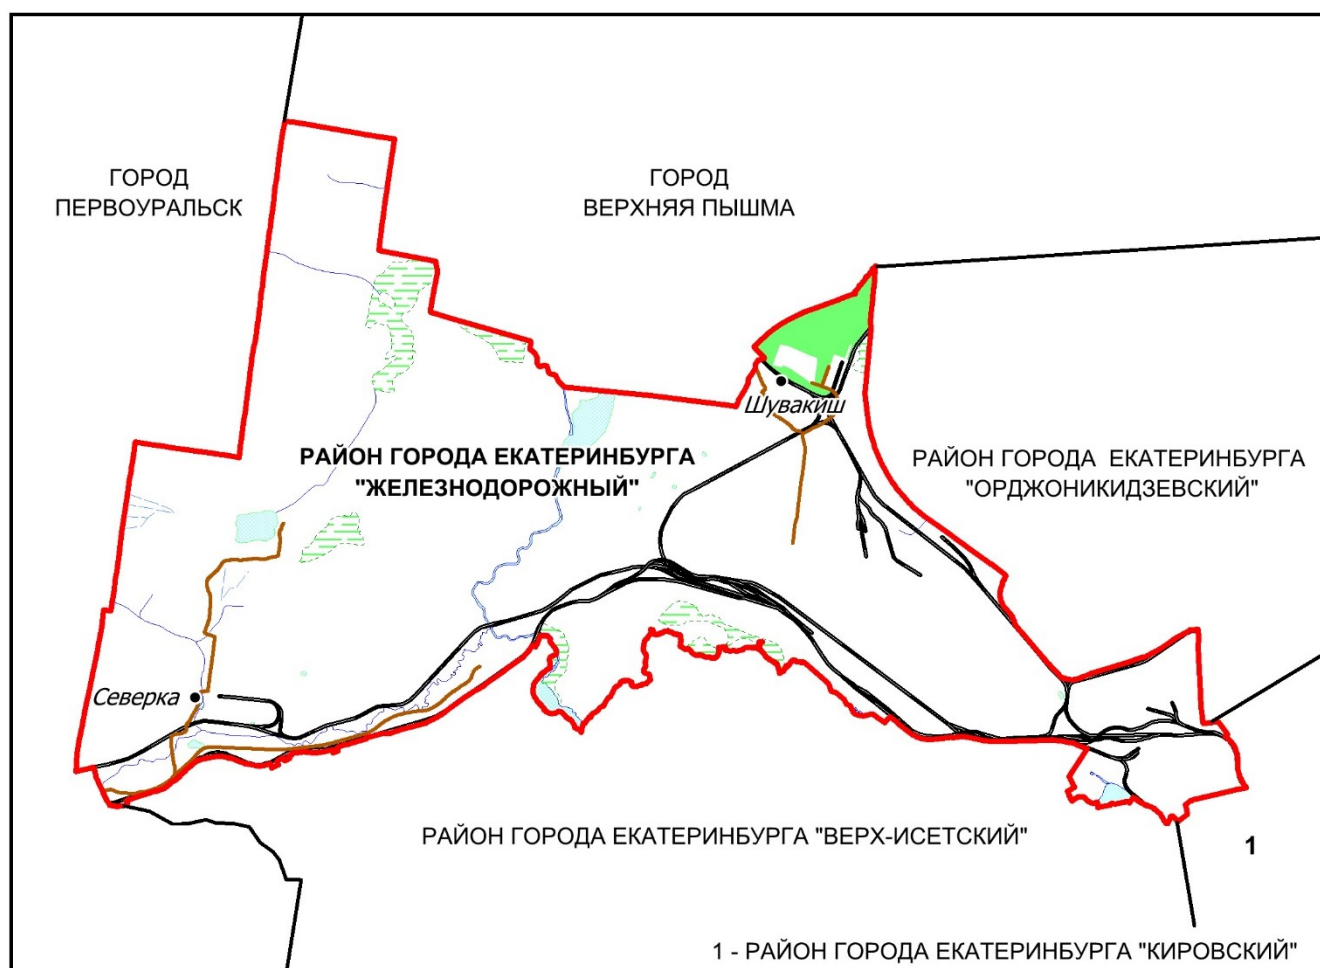 ГОРОД
ПЕРВОУРАЛЬСК
ГОРОД
ВЕРХНЯЯ ПЫШМА
Шувакиш
РАЙОН ГОРОДА ЕКАТЕРИНБУРГА
"ЖЕЛЕЗНОДОРОЖНЫЙ"
РАЙОН ГОРОДА ЕКАТЕРИНБУРГА
"ОРДЖОНИКИДЗЕВСКИЙ"
Северка
РАЙОН ГОРОДА ЕКАТЕРИНБУРГА "ВЕРХ-ИСЕТСКИЙ"
1
1 - РАЙОН ГОРОДА ЕКАТЕРИНБУРГА "КИРОВСКИЙ"